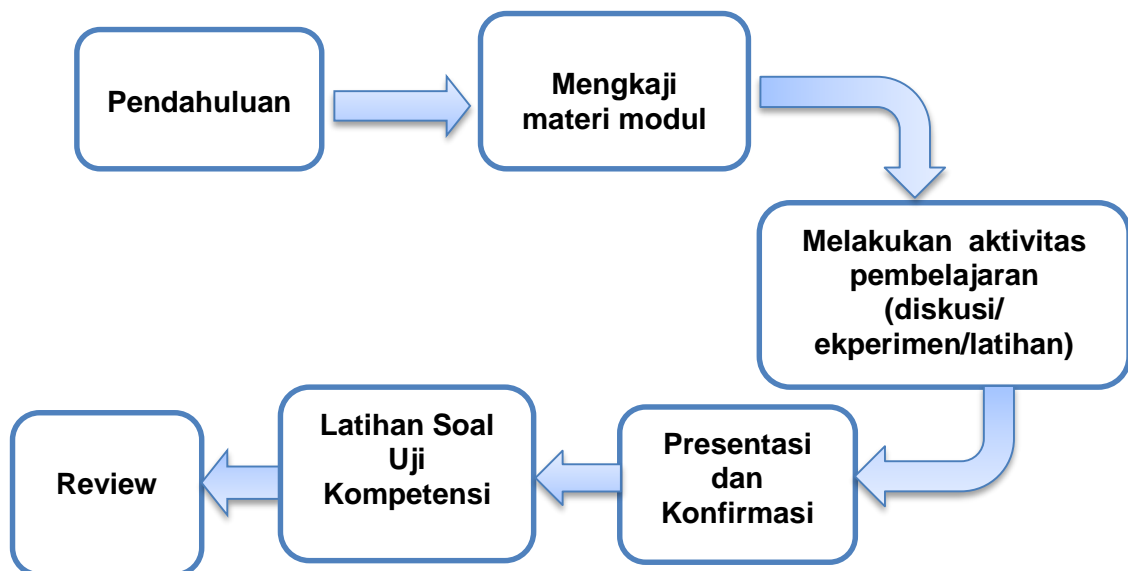 Pendahuluan
Mengkaji
materi modul
Melakukan aktivitas
pembelajaran
(diskusi/
ekperimen/latihan)
Presentasi
dan
Konfirmasi
Latihan Soal
Uji
Kompetensi
Review